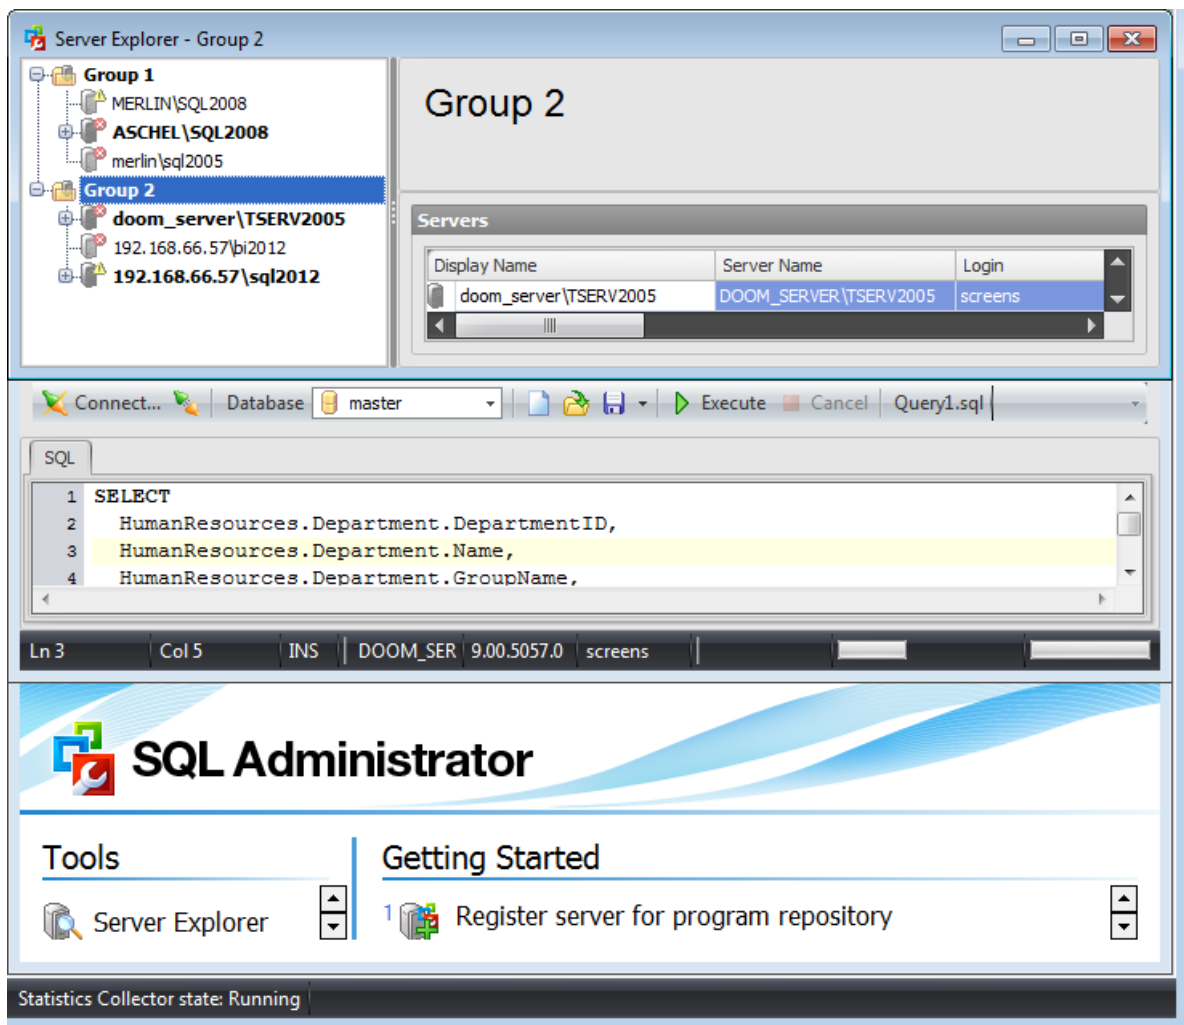 Server Explorer - Group 2
Group 1
MERLIN\SQL2008
ASCHEL\SQL2008
merlin\sql2005
Group 2
doom_server\TSERV2005
192.168.66.57\bi2012
192.168.66.57\sql2012
Group 2
Servers
Display Name Server Name Login
doom_server\TSERV2005 DOOM_SERVER\TSERV2005 screens
Connect... Database master Execute Cancel Query1.sql
SQL
1 SELECT
2 HumanResources.Department.DepartmentID,
3 HumanResources.Department.Name,
4 HumanResources.Department.GroupName,
Ln 3 Col 5 INS DOOM_SER 9.00.5057.0 screens
SQL Administrator
Tools
Server Explorer
Getting Started
1 Register server for program repository
Statistics Collector state: Running